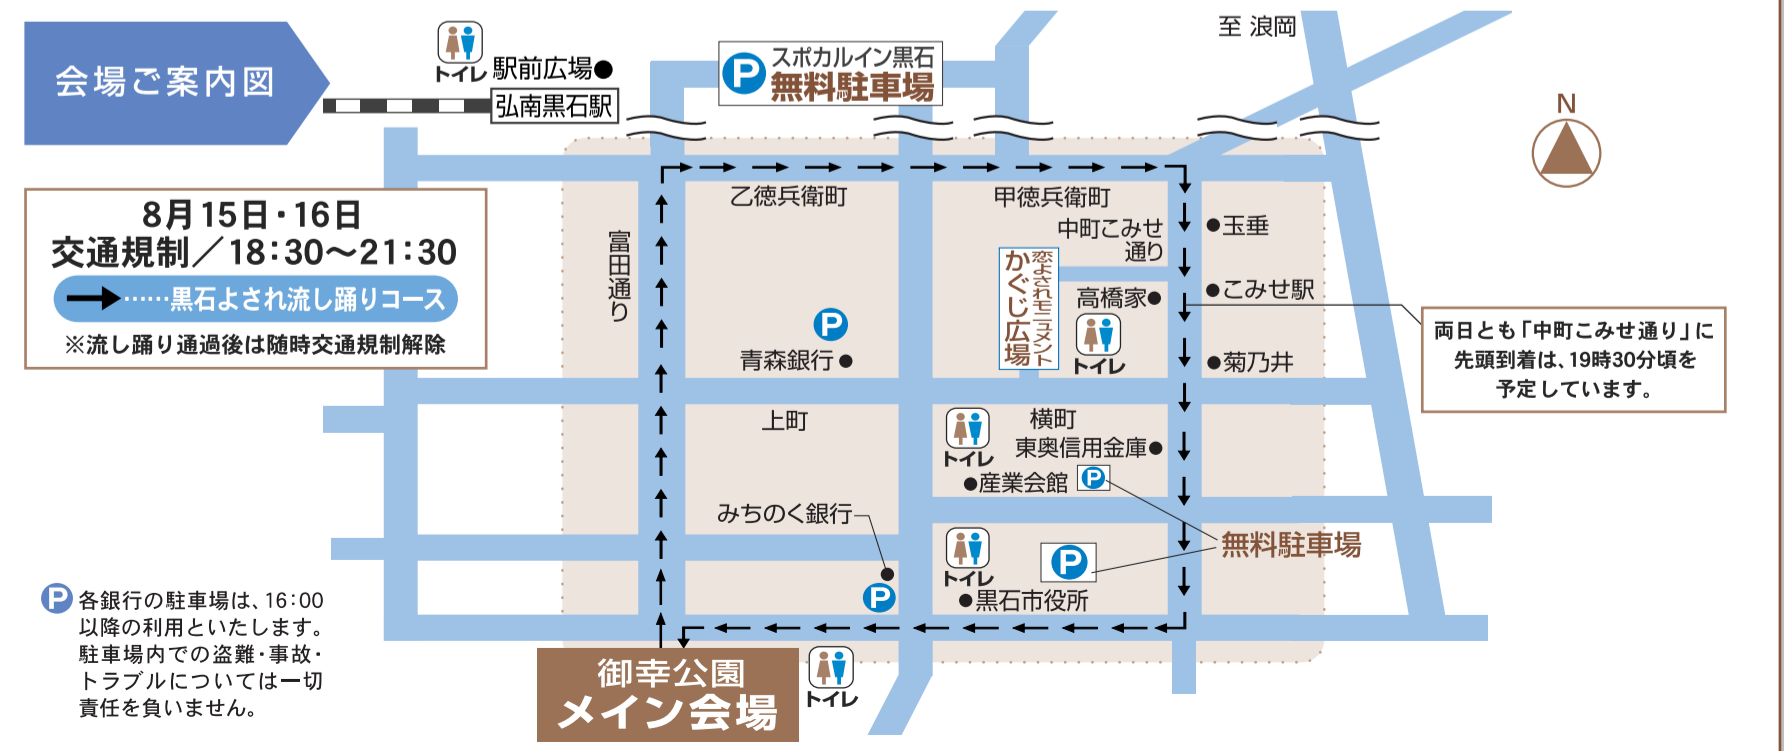 会場ご案内図
トイレ
駅前広場
弘南黒石駅
P
スポカルイン黒石
無料駐車場
至 浪岡
N
8月15日・16日
交通規制／18:30〜21:30
……黒石よされ流し踊りコース
※流し踊り通過後は随時交通規制解除
乙徳兵衛町
甲徳兵衛町
富田通り
中町こみせ
通り
玉垂
恋よされモニュメント
かぐじ広場
高橋家
こみせ駅
トイレ
P
青森銀行
菊乃井
両日とも「中町こみせ通り」に
先頭到着は、19時30分頃を
予定しています。
上町
横町
トイレ
東奥信用金庫
産業会館
P
みちのく銀行
P
トイレ
P
無料駐車場
黒石市役所
P 各銀行の駐車場は、16:00
以降の利用といたします。
駐車場内での盗難・事故・
トラブルについては一切
責任を負いません。
御幸公園
メイン会場
トイレ